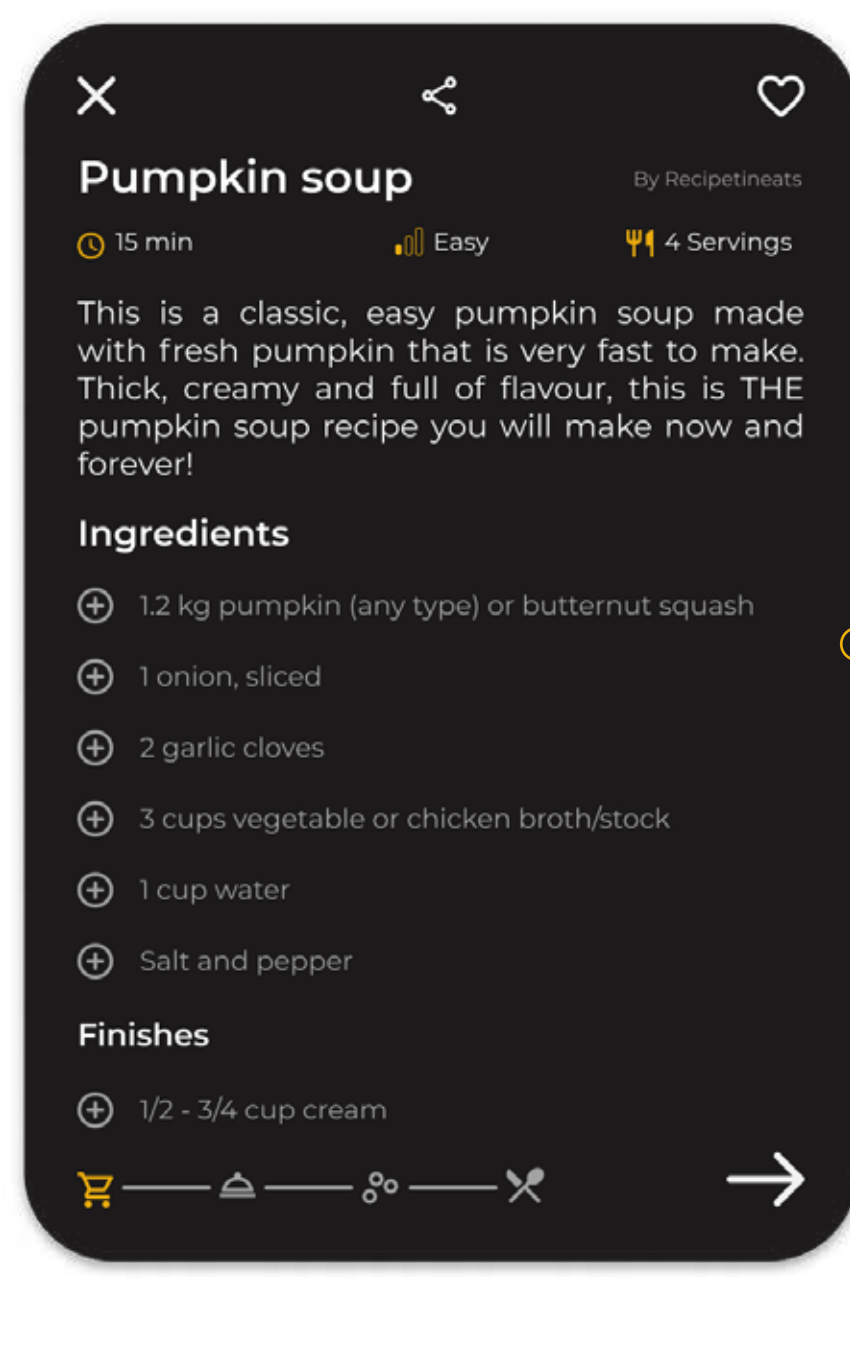 Pumpkin soup
By Recipetineats
15 min
Easy
4 Servings
This is a classic, easy pumpkin soup made
with fresh pumpkin that is very fast to make.
Thick, creamy and full of flavour, this is THE
pumpkin soup recipe you will make now and
forever!
Ingredients
1.2 kg pumpkin (any type) or butternut squash
1 onion, sliced
2 garlic cloves
3 cups vegetable or chicken broth/stock
1 cup water
Salt and pepper
Finishes
1/2 - 3/4 cup cream